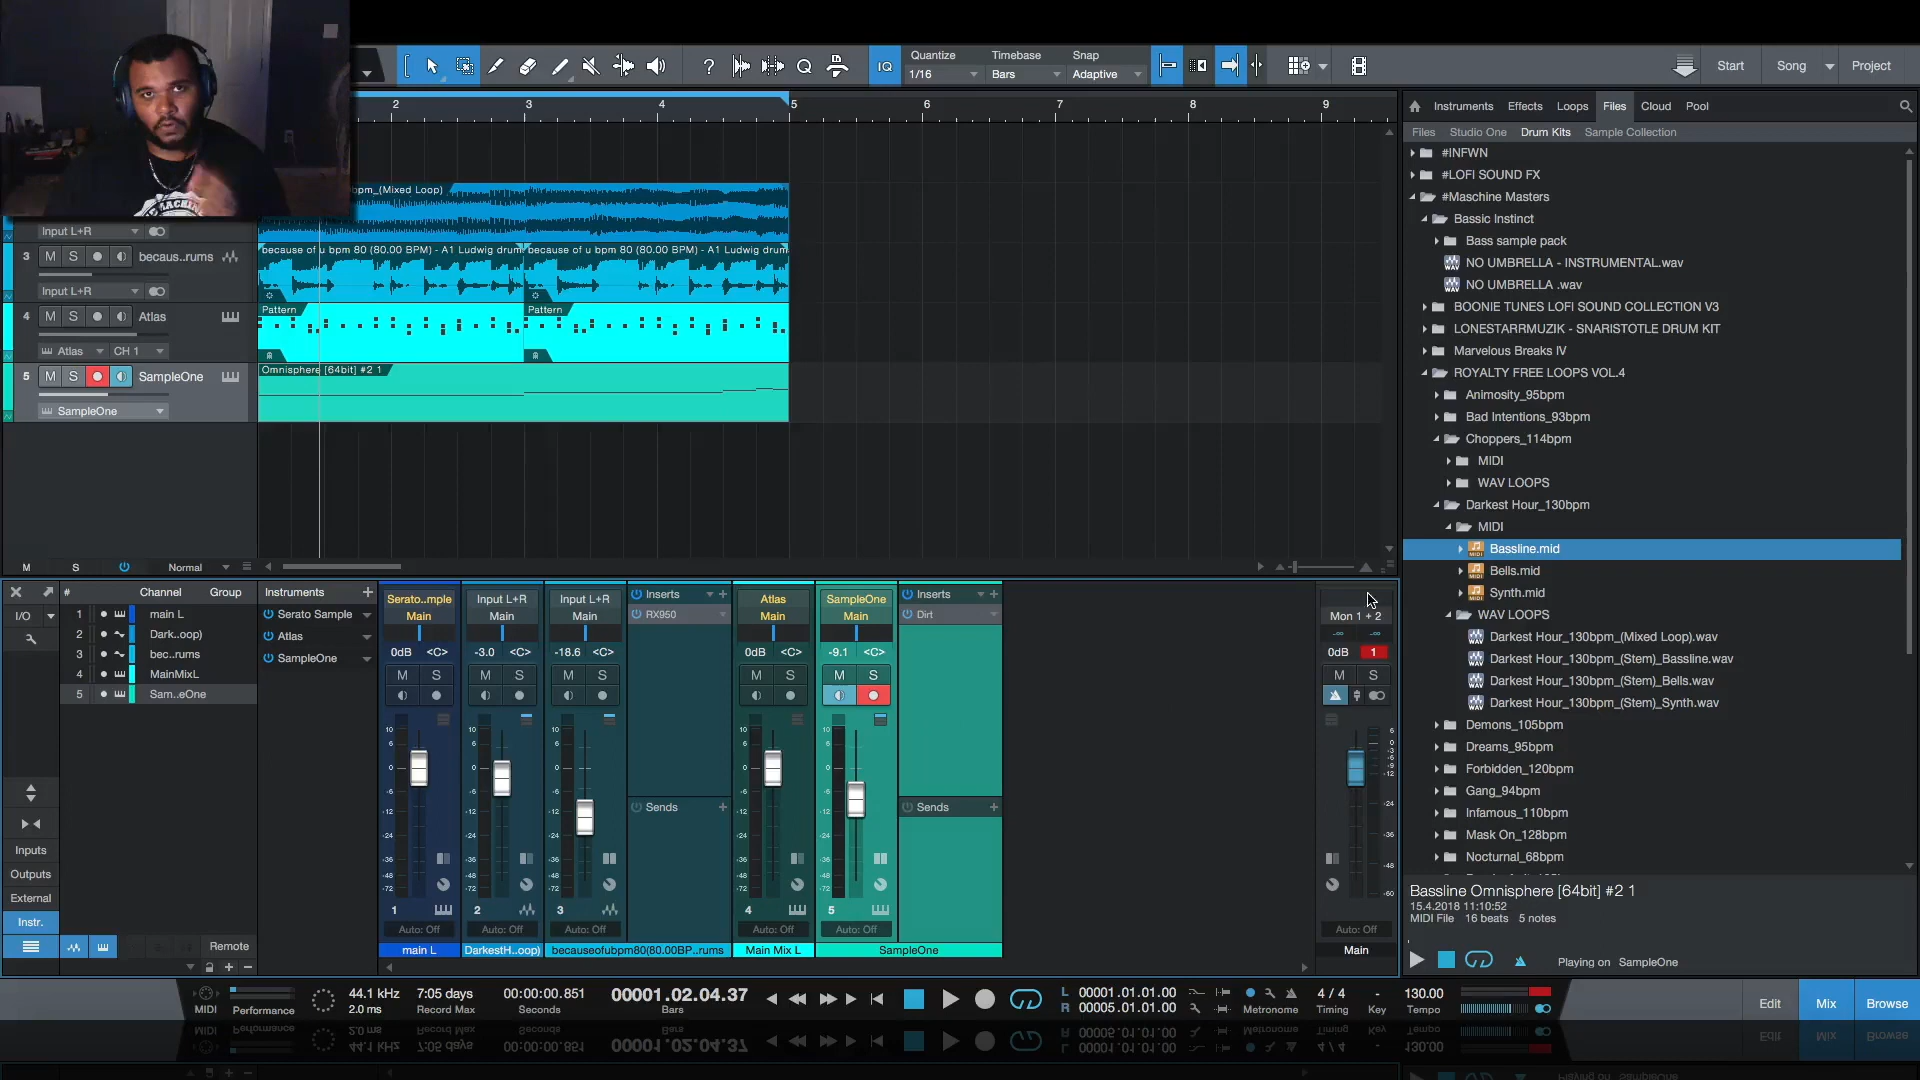 Quantize
Timebase
Snap
IQ
1/16
Bars
Adaptive
Start
Song
Project
2
3
4
5
6
7
8
9
bpm_(Mixed Loop)
Input L+R
3
M
S
becaus..rums
Input L+R
because of u bpm 80 (80.00 BPM) - A1 Ludwig drum
because of u bpm 80 (80.00 BPM) - A1 Ludwig drum
4
M
S
Atlas
Atlas
CH 1
Pattern
Pattern
5
M
S
SampleOne
SampleOne
Omnisphere [64bit] #2 1
M
S
Normal
Instruments
Effects
Loops
Files
Cloud
Pool
Files
Studio One
Drum Kits
Sample Collection
#INFWN
#LOFI SOUND FX
#Maschine Masters
Bassic Instinct
Bass sample pack
NO UMBRELLA - INSTRUMENTAL.wav
NO UMBRELLA .wav
BOONIE TUNES LOFI SOUND COLLECTION V3
LONESTARRMUZIK - SNARISTOTLE DRUM KIT
Marvelous Breaks IV
ROYALTY FREE LOOPS VOL.4
Animosity_95bpm
Bad Intentions_93bpm
Choppers_114bpm
MIDI
WAV LOOPS
Darkest Hour_130bpm
MIDI
Bassline.mid
Bells.mid
Synth.mid
WAV LOOPS
Darkest Hour_130bpm_(Mixed Loop).wav
Darkest Hour_130bpm_(Stem)_Bassline.wav
Darkest Hour_130bpm_(Stem)_Bells.wav
Darkest Hour_130bpm_(Stem)_Synth.wav
Demons_105bpm
Dreams_95bpm
Forbidden_120bpm
Gang_94bpm
Infamous_110bpm
Mask On_128bpm
Nocturnal_68bpm
Bassline Omnisphere [64bit] #2 1
15.4.2018 11:10:52
MIDI File 16 beats 5 notes
Playing on SampleOne
#
Channel
Group
I/O
1 main L
2 Dark..oop)
3 bec..rums
4 MainMixL
5 Sam..eOne
Inputs
Outputs
External
Instr.
Remote
Instruments
Serato Sample
Atlas
SampleOne
Serato..mple
Main
0dB <C>
M S
1
Auto: Off
main L
Input L+R
Main
-3.0 <C>
M S
2
Auto: Off
DarkestH..oop)
Input L+R
Main
-18.6 <C>
M S
3
Auto: Off
becauseofubpm80(80.00BP..rums
Inserts
RX950
Sends
Atlas
Main
0dB <C>
M S
4
Auto: Off
Main Mix L
SampleOne
Main
-9.1 <C>
M S
5
Auto: Off
SampleOne
Inserts
Dirt
Sends
Mon 1 + 2
0dB 1
M S
Auto: Off
Main
MIDI
Performance
44.1 kHz
2.0 ms
7:05 days
Record Max
00:00:00.851
Seconds
00001.02.04.37
Bars
L 00001.01.01.00
R 00005.01.01.00
Metronome
4 / 4
Timing
-
Key
130.00
Tempo
Edit
Mix
Browse